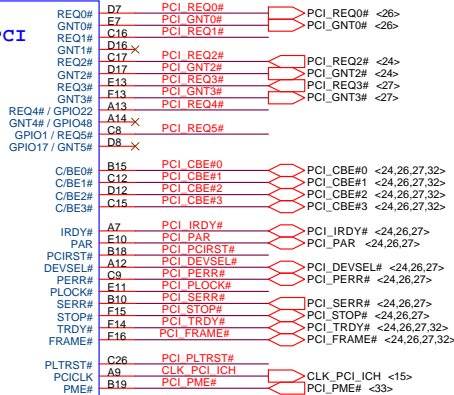 PCI
REQ0# D7 PCI_REQ0# PCI_REQ0# <26>
GNT0# E7 PCI_GNT0# PCI_GNT0# <26>
REQ1# C16 PCI_REQ1#
GNT1# D16
REQ2# C17 PCI_REQ2# PCI_REQ2# <24>
GNT2# D17 PCI_GNT2# PCI_GNT2# <24>
REQ3# E13 PCI_REQ3# PCI_REQ3# <27>
GNT3# F13 PCI_GNT3# PCI_GNT3# <27>
REQ4# / GPIO22 A13 PCI_REQ4#
GNT4# / GPIO48 A14
GPIO1 / REQ5# C8 PCI_REQ5#
GPIO17 / GNT5# D8
C/BE0# B15 PCI_CBE#0 PCI_CBE#0 <24,26,27,32>
C/BE1# C12 PCI_CBE#1 PCI_CBE#1 <24,26,27,32>
C/BE2# D12 PCI_CBE#2 PCI_CBE#2 <24,26,27,32>
C/BE3# C15 PCI_CBE#3 PCI_CBE#3 <24,26,27,32>
IRDY# A7 PCI_IRDY# PCI_IRDY# <24,26,27>
PAR E10 PCI_PAR PCI_PAR <24,26,27>
PCIRST# B18 PCI_PCIRST#
DEVSEL# A12 PCI_DEVSEL# PCI_DEVSEL# <24,26,27>
PERR# C9 PCI_PERR# PCI_PERR# <24,26,27>
PLOCK# E11 PCI_PLOCK#
SERR# B10 PCI_SERR# PCI_SERR# <24,26,27>
STOP# F15 PCI_STOP# PCI_STOP# <24,26,27>
TRDY# F14 PCI_TRDY# PCI_TRDY# <24,26,27,32>
FRAME# F16 PCI_FRAME# PCI_FRAME# <24,26,27,32>
PLTRST# C26 PCI_PLTRST#
PCICLK A9 CLK_PCI_ICH CLK_PCI_ICH <15>
PME# B19 PCI_PME# PCI_PME# <33>